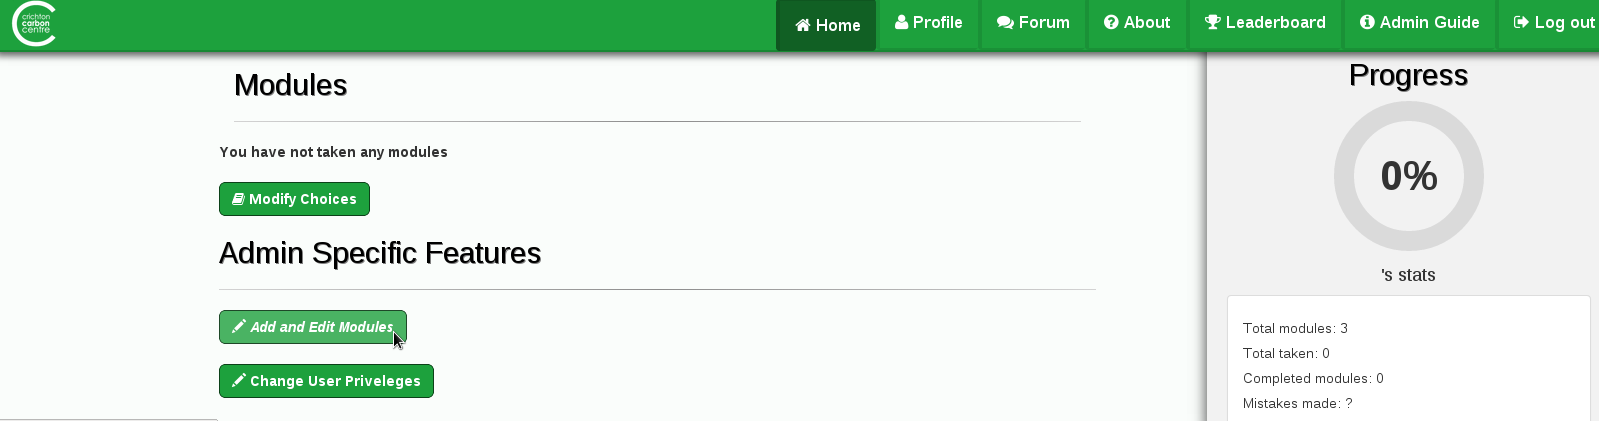 crichton
carbon
centre
Home
Profile
Forum
About
Leaderboard
Admin Guide
Log out
Modules
You have not taken any modules
Modify Choices
Admin Specific Features
Add and Edit Modules
Change User Priveleges
Progress
0%
's stats
Total modules: 3
Total taken: 0
Completed modules: 0
Mistakes made: ?